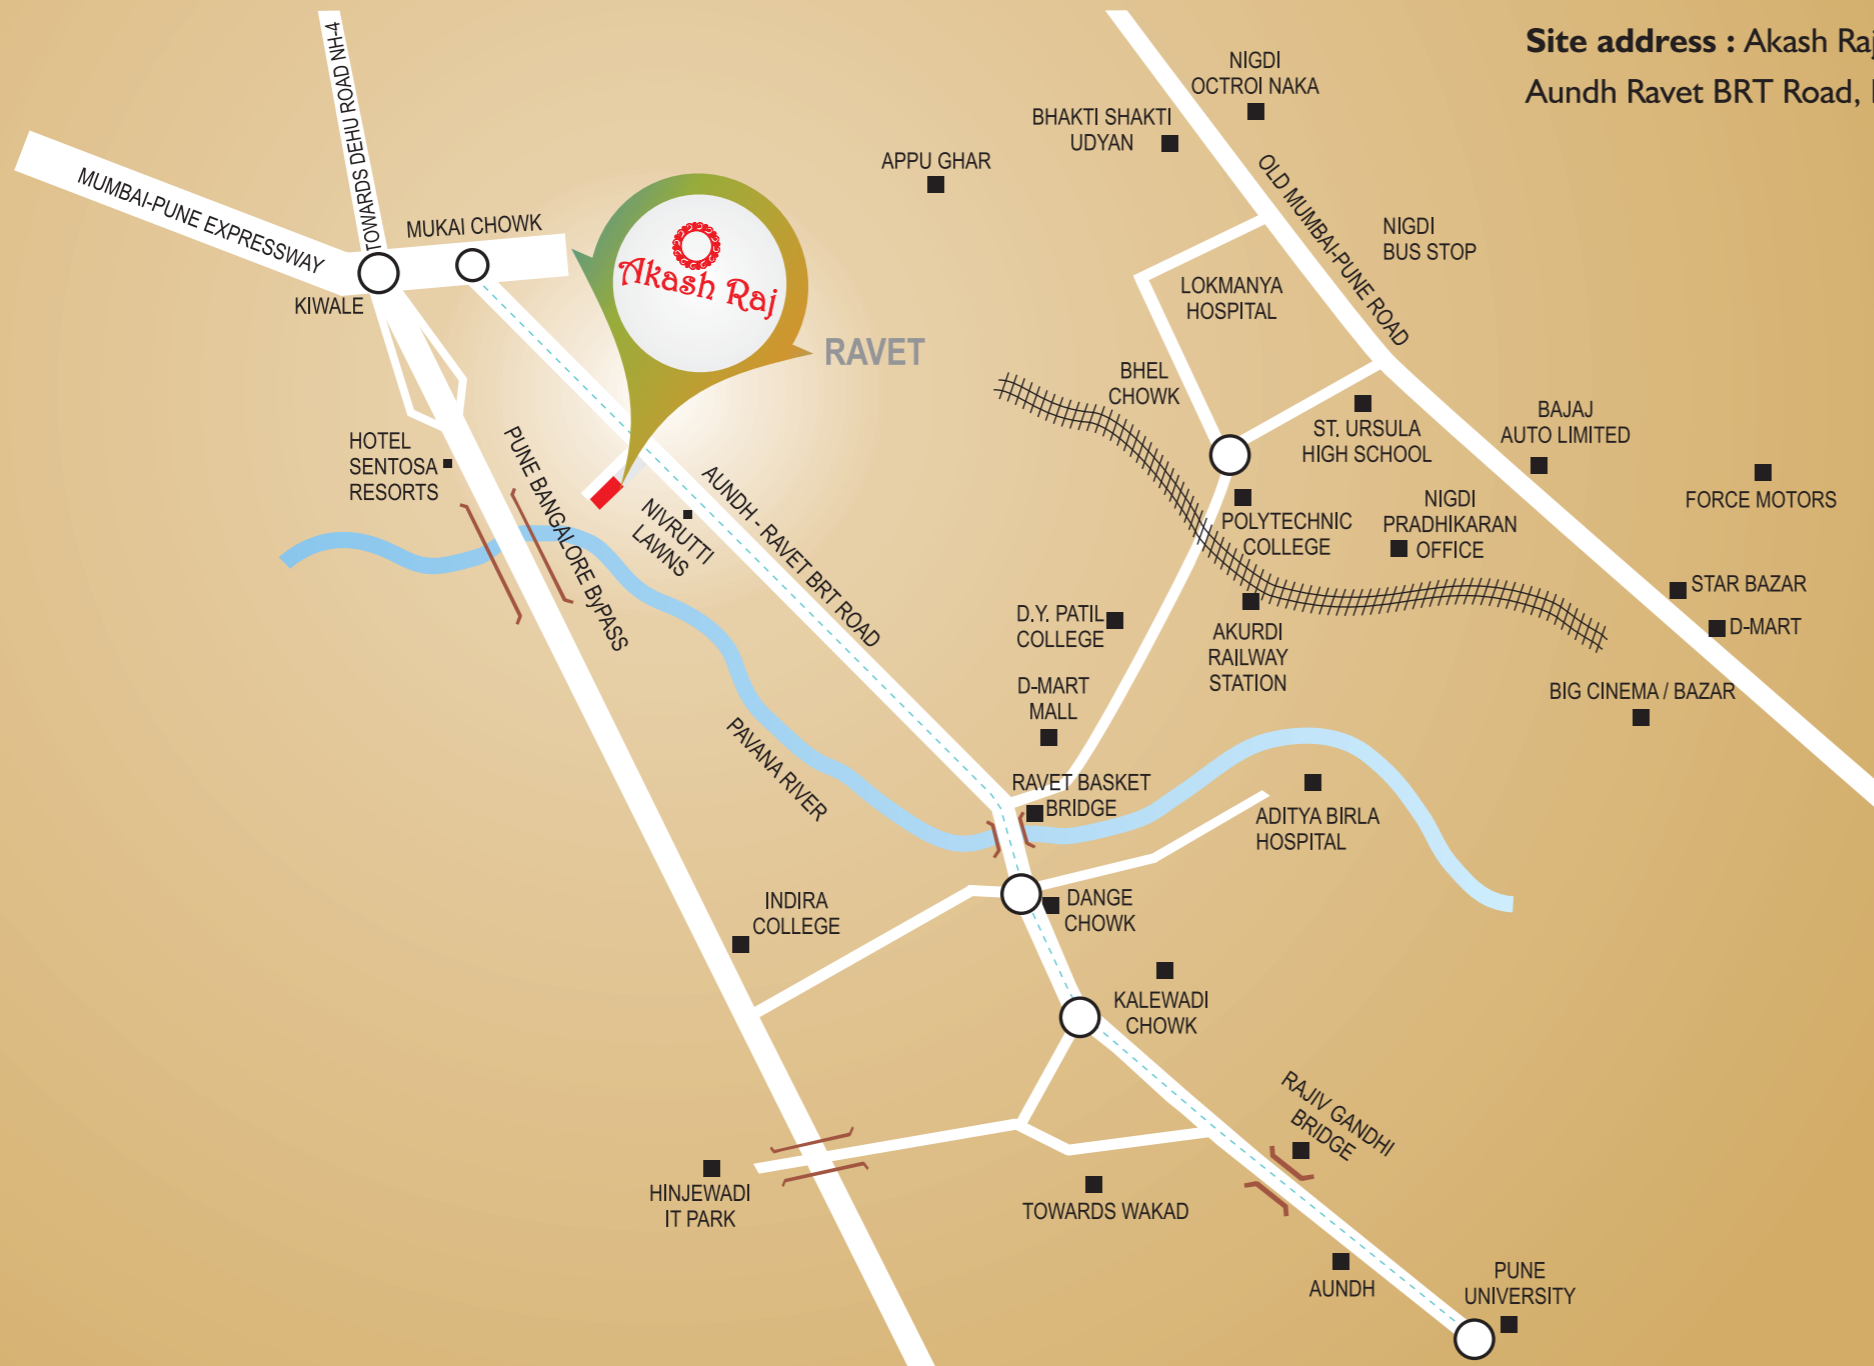 Site address : Akash Raj
Aundh Ravet BRT Road,
TOWARDS DEHU ROAD NH-4
MUMBAI-PUNE EXPRESSWAY
MUKAI CHOWK
KIWALE
Akash Raj
RAVET
APPU GHAR
BHAKTI SHAKTI
UDYAN
NIGDI
OCTROI NAKA
OLD MUMBAI-PUNE ROAD
NIGDI
BUS STOP
LOKMANYA
HOSPITAL
BHEL
CHOWK
ST. URSULA
HIGH SCHOOL
BAJAJ
AUTO LIMITED
FORCE MOTORS
HOTEL
SENTOSA
RESORTS
PUNE BANGALORE ByPASS
NIVRUTTI
LAWNS
AUNDH - RAVET BRT ROAD
POLYTECHNIC
COLLEGE
NIGDI
PRADHIKARAN
OFFICE
STAR BAZAR
D-MART
D.Y. PATIL
COLLEGE
AKURDI
RAILWAY
STATION
D-MART
MALL
BIG CINEMA / BAZAR
PAVANA RIVER
RAVET BASKET
BRIDGE
ADITYA BIRLA
HOSPITAL
INDIRA
COLLEGE
DANGE
CHOWK
KALEWADI
CHOWK
RAJIV GANDHI
BRIDGE
HINJEWADI
IT PARK
TOWARDS WAKAD
AUNDH
PUNE
UNIVERSITY